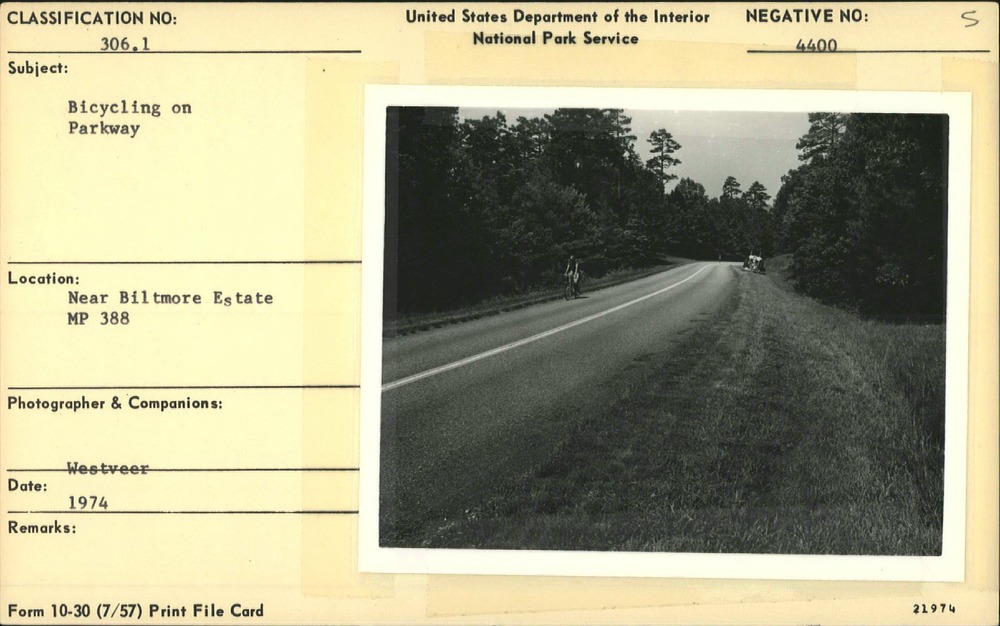 CLASSIFICATION NO:
306.1
United States Department of the Interior
National Park Service
NEGATIVE NO:
4400
S
Subject:
Bicycling on
Parkway
Location:
Near Biltmore Estate
MP 388
Photographer & Companions:
Westveer
Date:
1974
Remarks:
Form 10-30 (7/57) Print File Card
21974